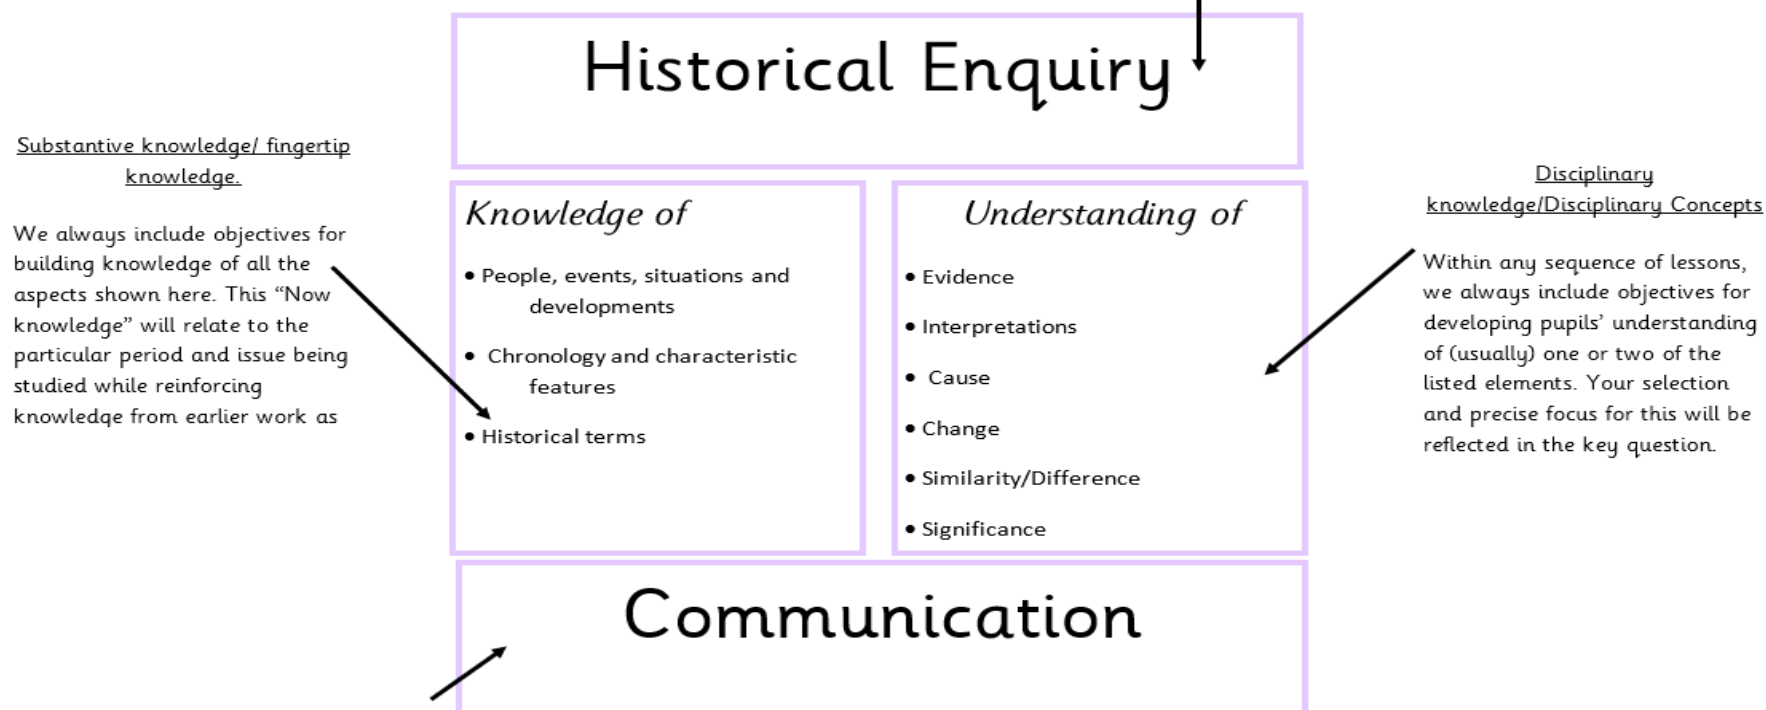 Historical Enquiry
Substantive knowledge/ fingertip
knowledge.
We always include objectives for
building knowledge of all the
aspects shown here. This “Now
knowledge” will relate to the
particular period and issue being
studied while reinforcing
knowledge from earlier work as
Knowledge of
• People, events, situations and
developments
• Chronology and characteristic
features
• Historical terms
Understanding of
• Evidence
• Interpretations
• Cause
• Change
• Similarity/Difference
• Significance
Disciplinary
knowledge/Disciplinary Concepts
Within any sequence of lessons,
we always include objectives for
developing pupils’ understanding
of (usually) one or two of the
listed elements. Your selection
and precise focus for this will be
reflected in the key question.
Communication